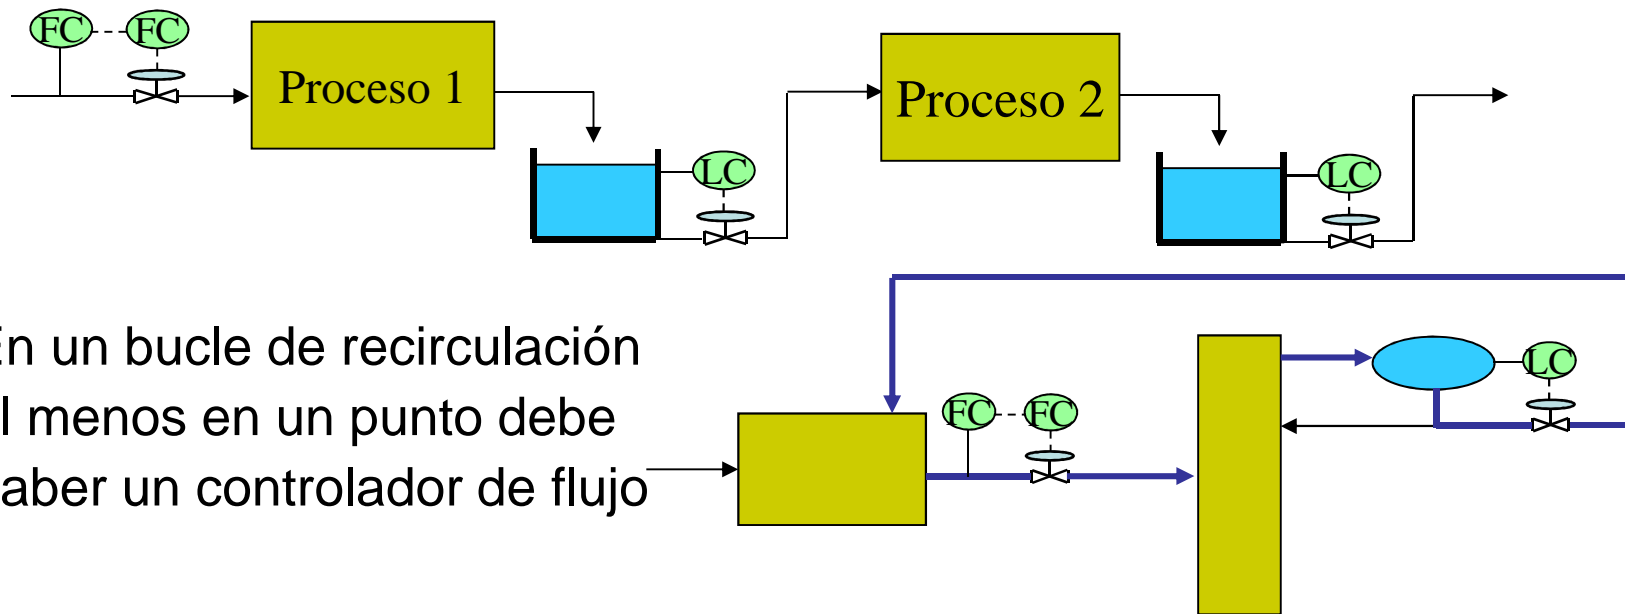 FC FC
Proceso 1
LC
Proceso 2
LC
En un bucle de recirculación
l menos en un punto debe
aber un controlador de flujo
FC FC
LC